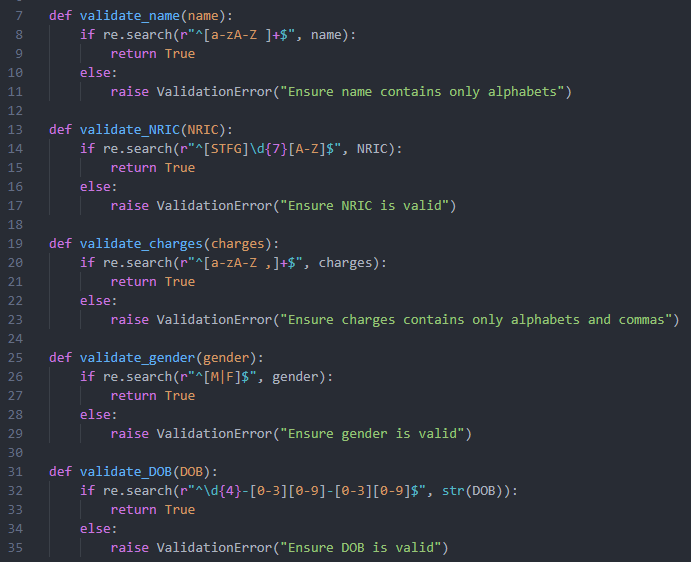 7 def validate_name(name):
8     if re.search(r"^[a-zA-Z ]+$", name):
9         return True
10     else:
11         raise ValidationError("Ensure name contains only alphabets")
12
13 def validate_NRIC(NRIC):
14     if re.search(r"^[STFG]\d{7}[A-Z]$", NRIC):
15         return True
16     else:
17         raise ValidationError("Ensure NRIC is valid")
18
19 def validate_charges(charges):
20     if re.search(r"^[a-zA-Z ,]+$", charges):
21         return True
22     else:
23         raise ValidationError("Ensure charges contains only alphabets and commas")
24
25 def validate_gender(gender):
26     if re.search(r"^[M|F]$", gender):
27         return True
28     else:
29         raise ValidationError("Ensure gender is valid")
30
31 def validate_DOB(DOB):
32     if re.search(r"^\d{4}-[0-3][0-9]-[0-3][0-9]$", str(DOB)):
33         return True
34     else:
35         raise ValidationError("Ensure DOB is valid")